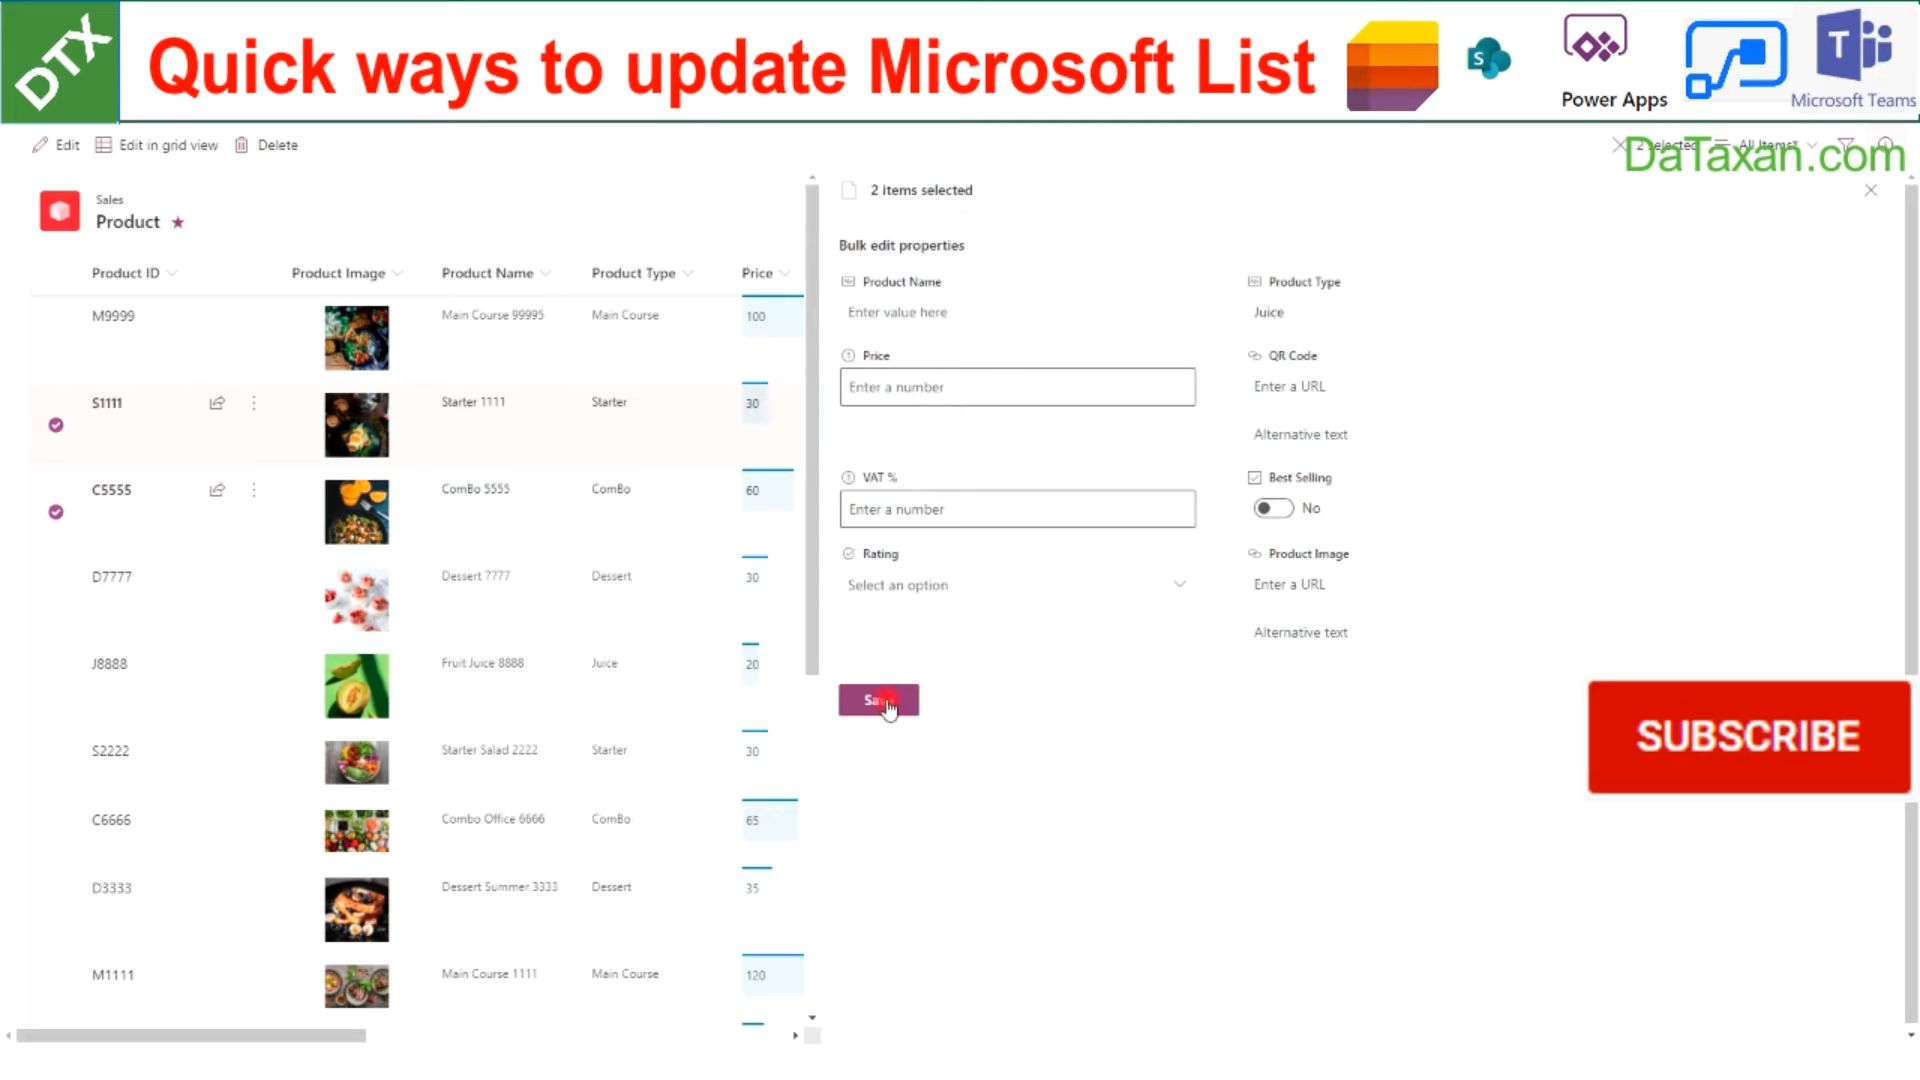 DTX
Quick ways to update Microsoft List
S
Power Apps
T
Microsoft Teams
Edit
Edit in grid view
Delete
2 selected
All Items*
DaTaxan.com
Sales
Product
Product ID
Product Image
Product Name
Product Type
Price
M9999
Main Course 99995
Main Course
100
S1111
Starter 1111
Starter
30
C5555
ComBo 5555
ComBo
60
D7777
Dessert 7777
Dessert
30
J8888
Fruit Juice 8888
Juice
20
S2222
Starter Salad 2222
Starter
30
C6666
Combo Office 6666
ComBo
65
D3333
Dessert Summer 3333
Dessert
35
M1111
Main Course 1111
Main Course
120
2 items selected
Bulk edit properties
Product Name
Enter value here
Product Type
Juice
Price
Enter a number
QR Code
Enter a URL
Alternative text
VAT %
Enter a number
Best Selling
No
Rating
Select an option
Product Image
Enter a URL
Alternative text
SUBSCRIBE